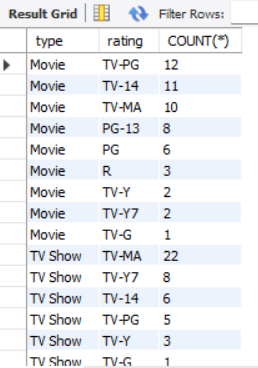 Result Grid Filter Rows:
type rating COUNT(*)
Movie TV-PG 12
Movie TV-14 11
Movie TV-MA 10
Movie PG-13 8
Movie PG 6
Movie R 3
Movie TV-Y 2
Movie TV-Y7 2
Movie TV-G 1
TV Show TV-MA 22
TV Show TV-Y7 8
TV Show TV-14 6
TV Show TV-PG 5
TV Show TV-Y 3
TV Show TV-G 1